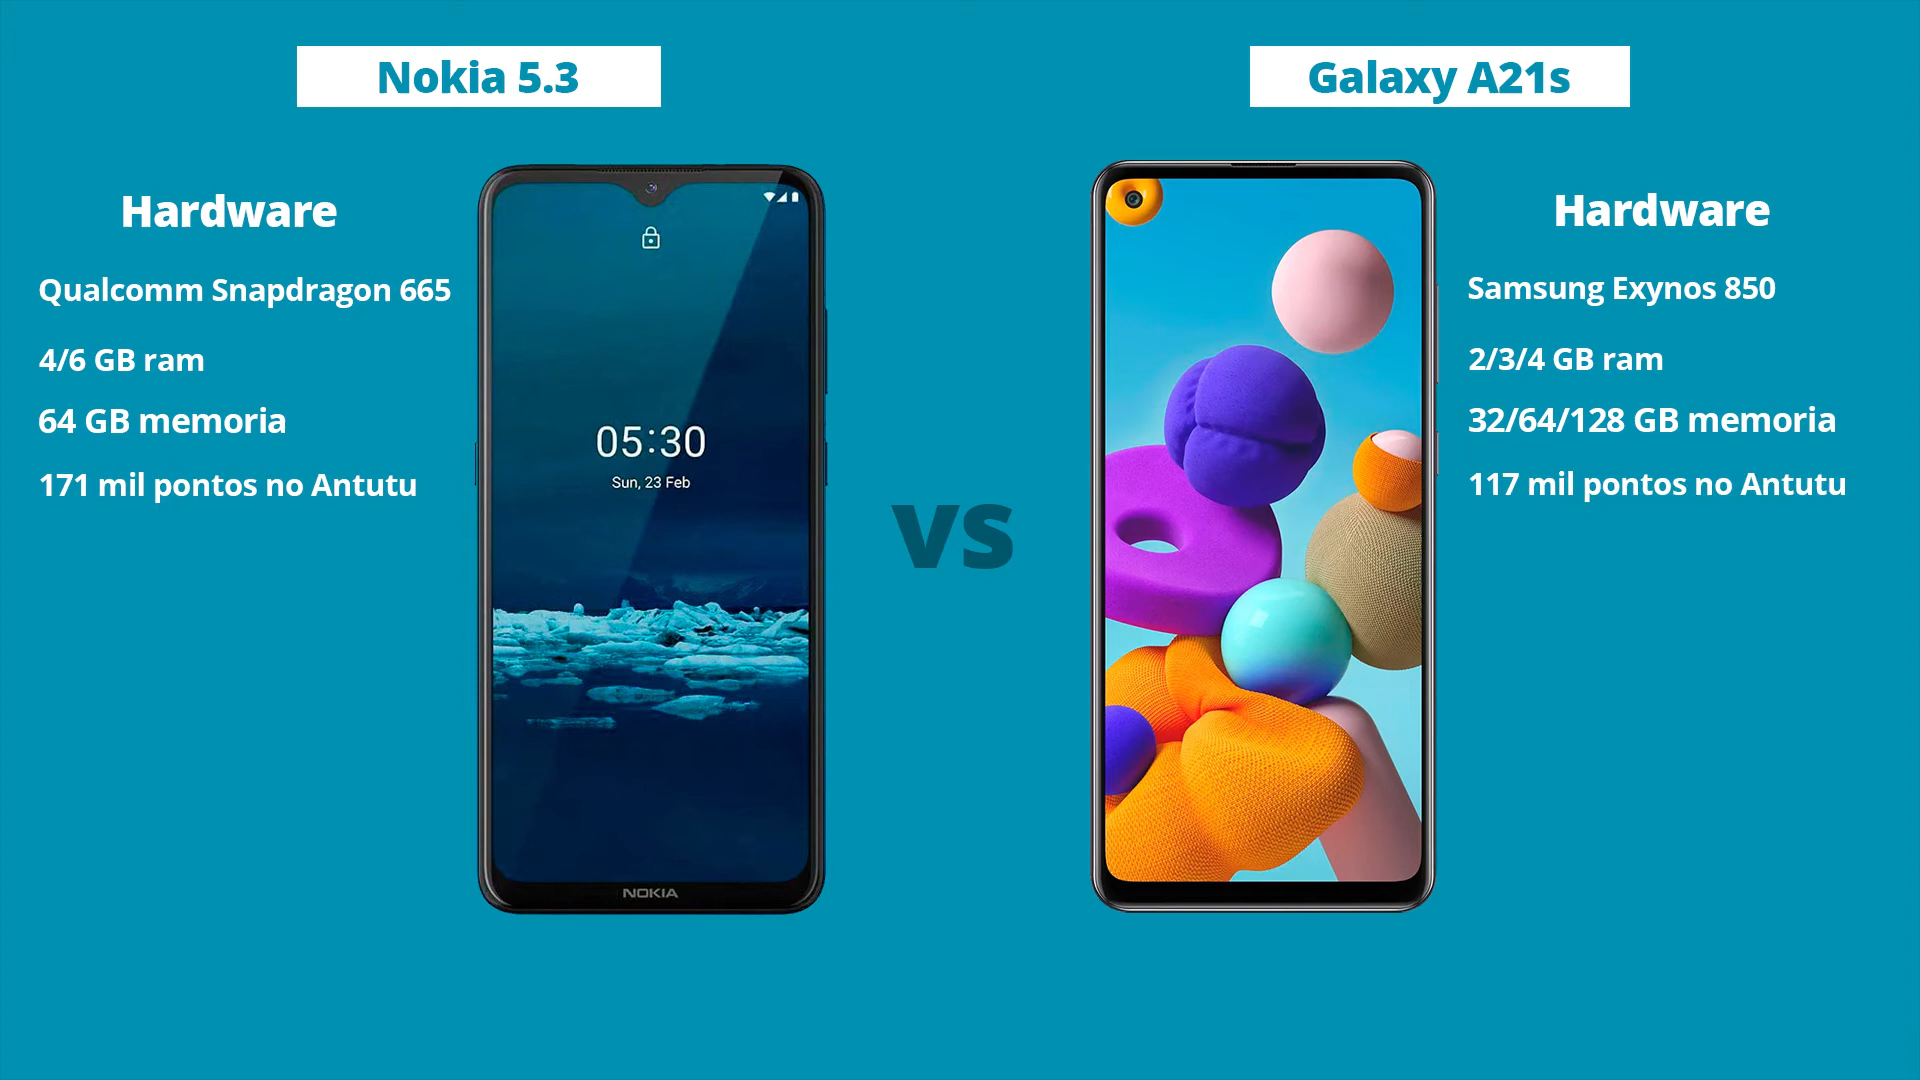 Nokia 5.3
Hardware
Qualcomm Snapdragon 665
4/6 GB ram
64 GB memoria
171 mil pontos no Antutu
05:30
Sun, 23 Feb
NOKIA
VS
Galaxy A21s
Hardware
Samsung Exynos 850
2/3/4 GB ram
32/64/128 GB memoria
117 mil pontos no Antutu